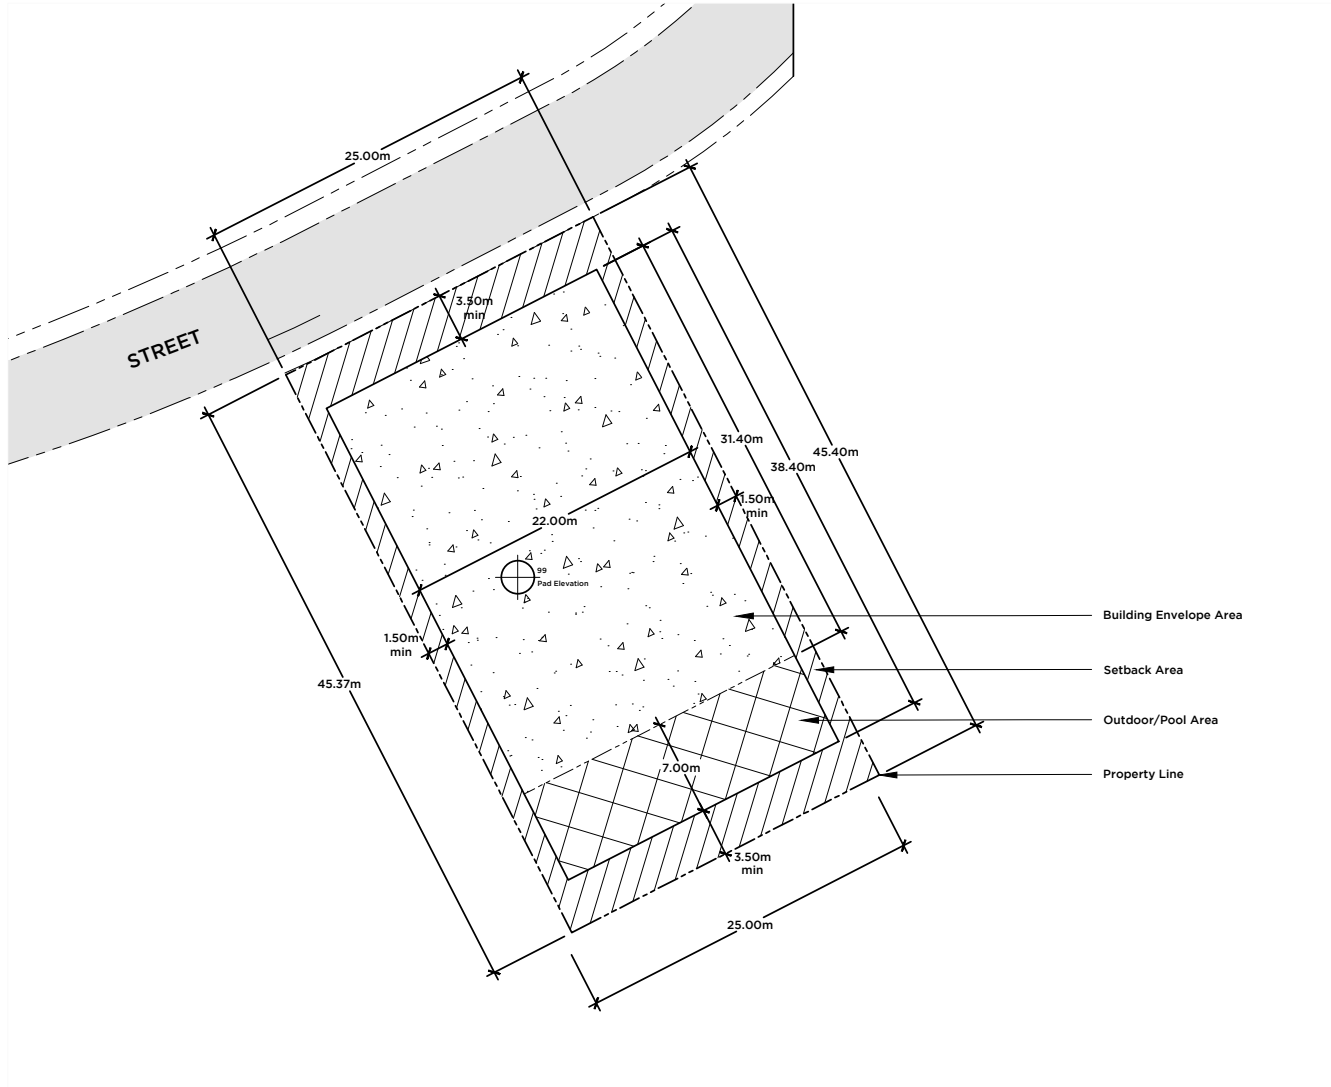 25.00m
3.50m
min
STREET
31.40m
45.40m
38.40m
1.50m
min
22.00m
99
Pad Elevation
Building Envelope Area
1.50m
min
Setback Area
45.37m
Outdoor/Pool Area
7.00m
Property Line
3.50m
min
25.00m